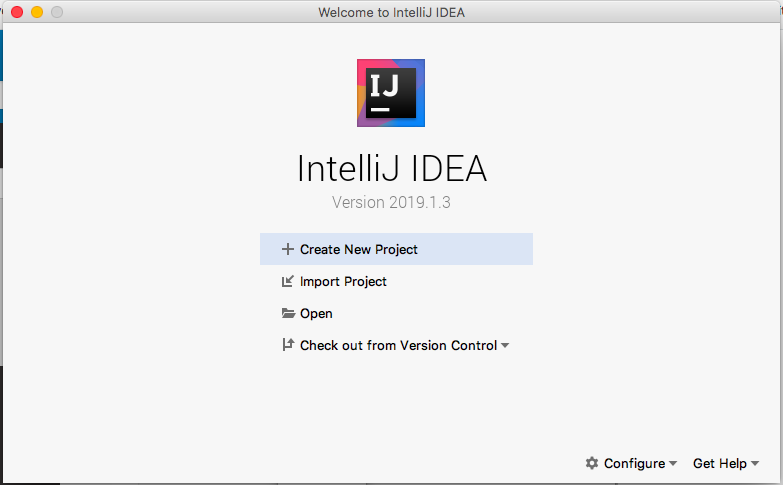 Welcome to IntelliJ IDEA
IJ
IntelliJ IDEA
Version 2019.1.3
Create New Project
Import Project
Open
Check out from Version Control
Configure Get Help